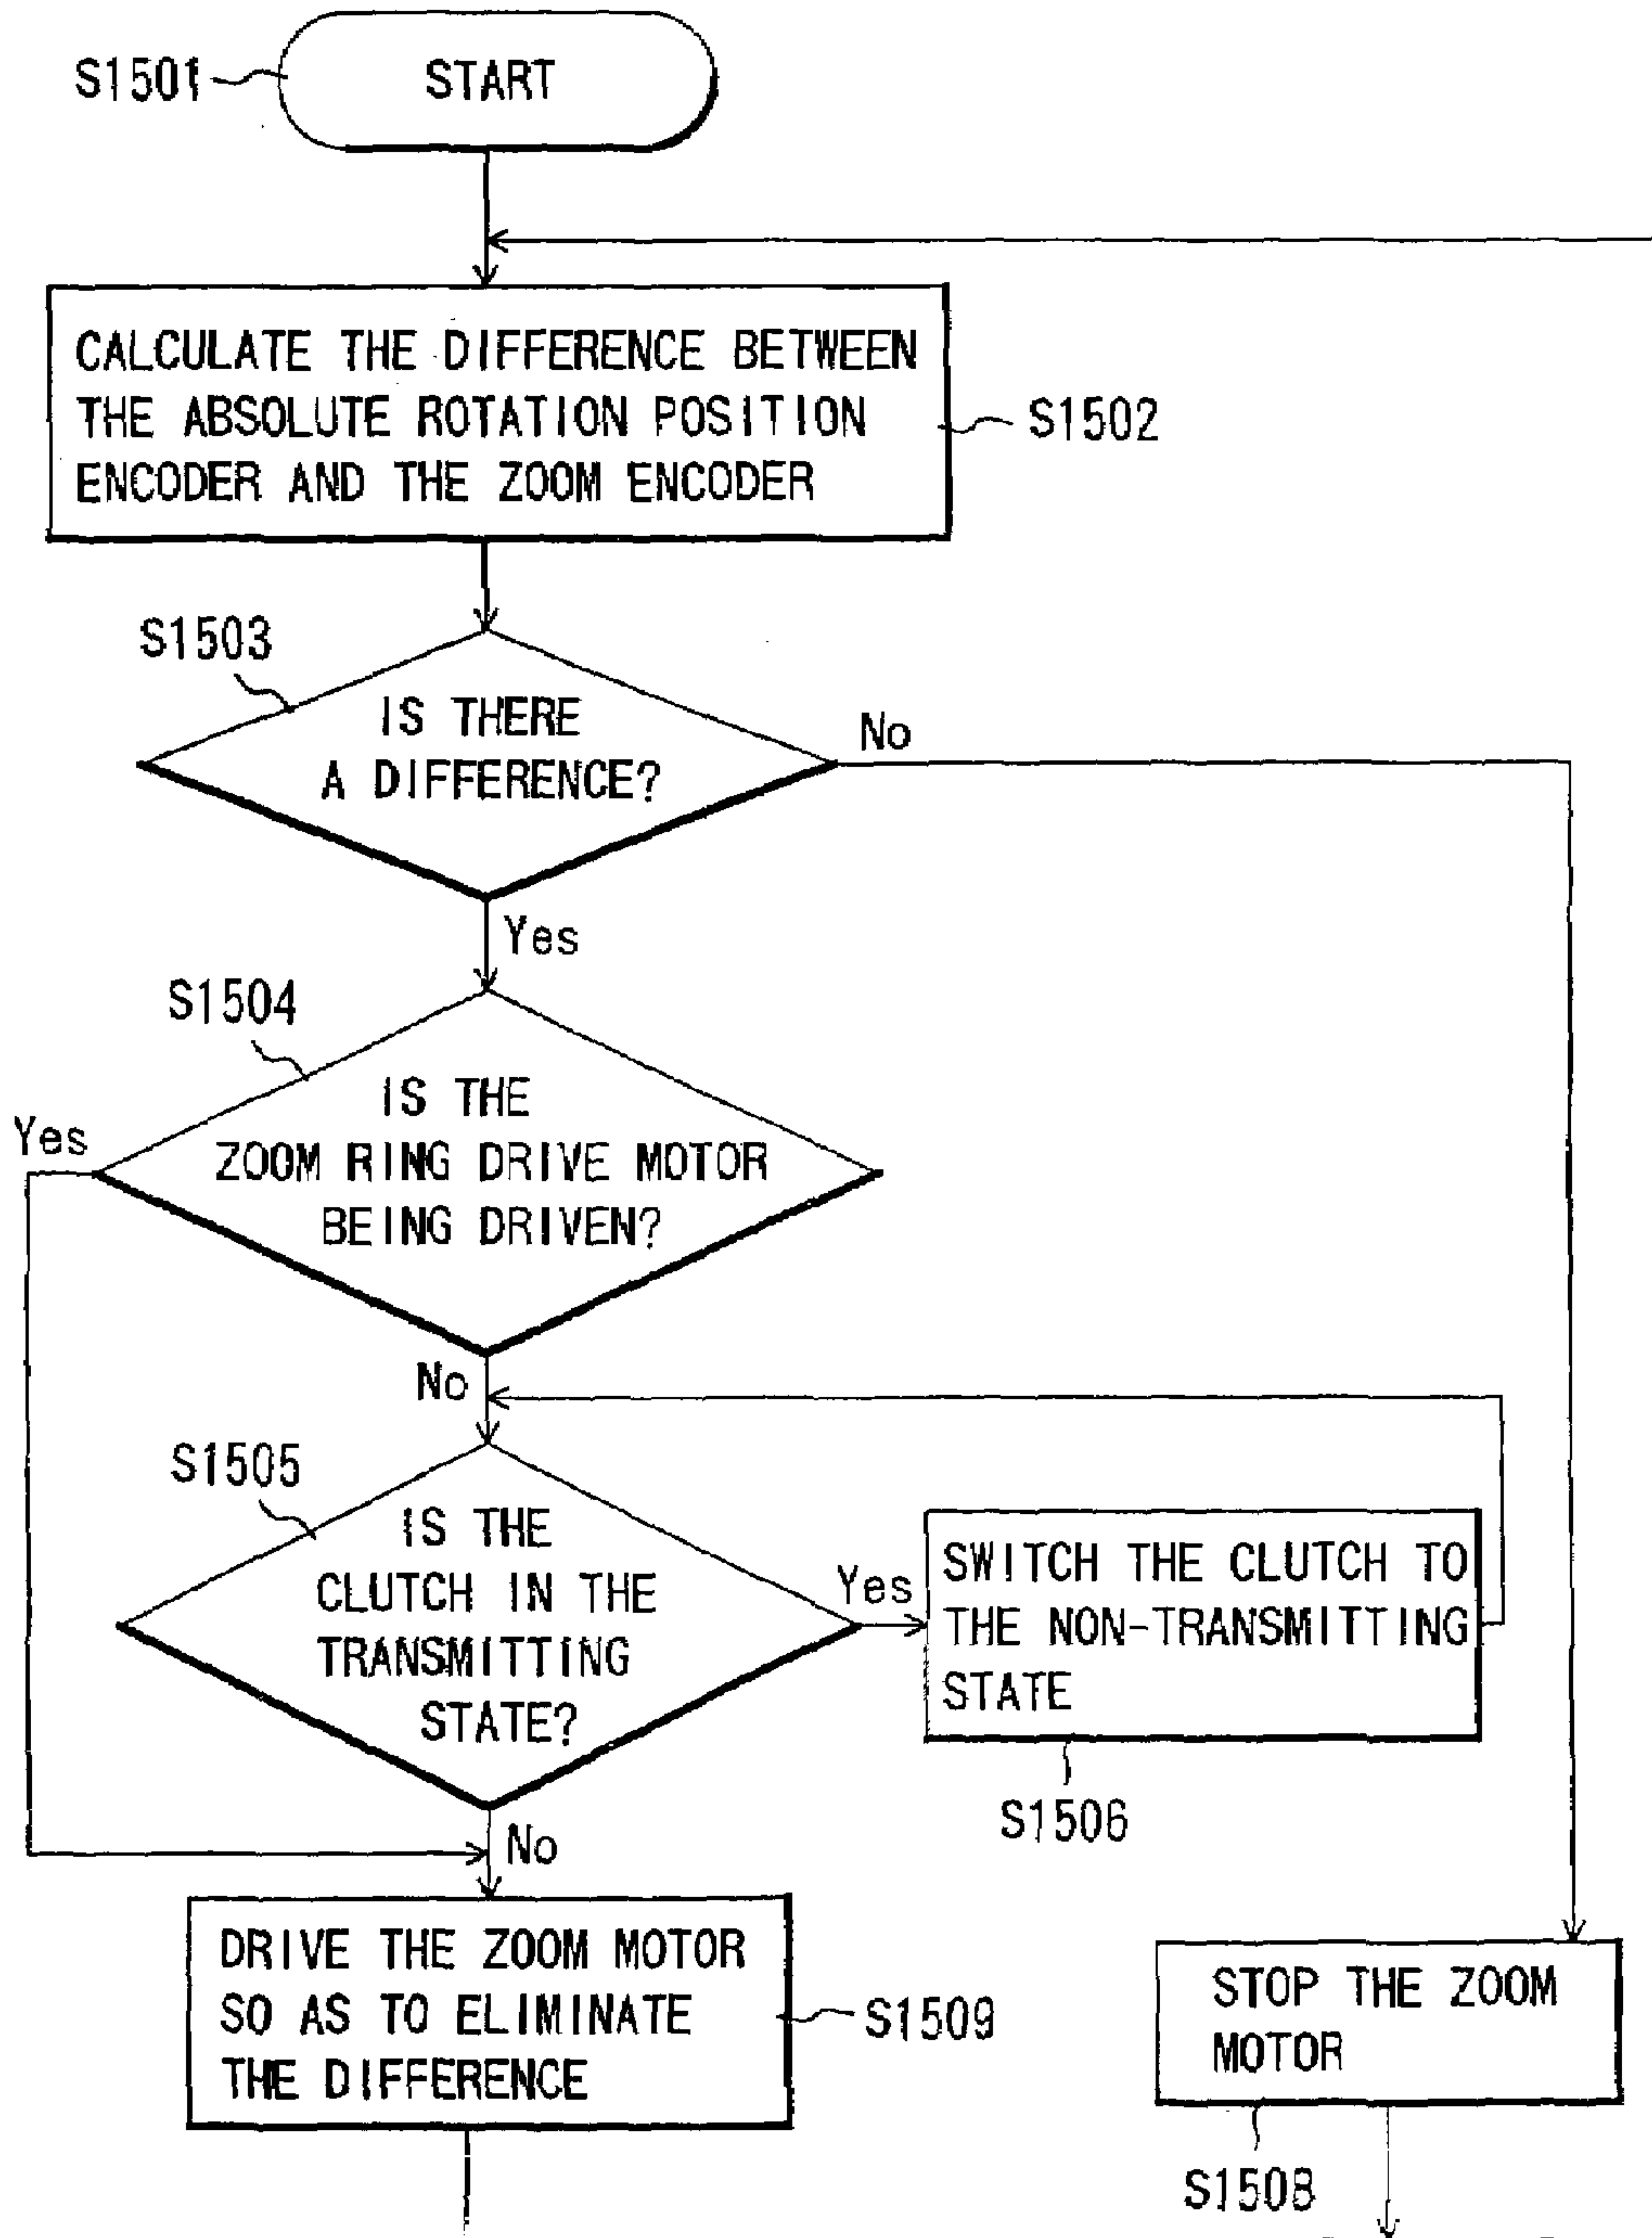 S1501
START
CALCULATE THE DIFFERENCE BETWEEN
THE ABSOLUTE ROTATION POSITION
ENCODER AND THE ZOOM ENCODER
S1502
S1503
IS THERE
A DIFFERENCE?
No
Yes
S1504
IS THE
ZOOM RING DRIVE MOTOR
BEING DRIVEN?
Yes
No
S1505
IS THE
CLUTCH IN THE
TRANSMITTING
STATE?
Yes
SWITCH THE CLUTCH TO
THE NON-TRANSMITTING
STATE
S1506
No
DRIVE THE ZOOM MOTOR
SO AS TO ELIMINATE
THE DIFFERENCE
S1509
STOP THE ZOOM
MOTOR
S1508